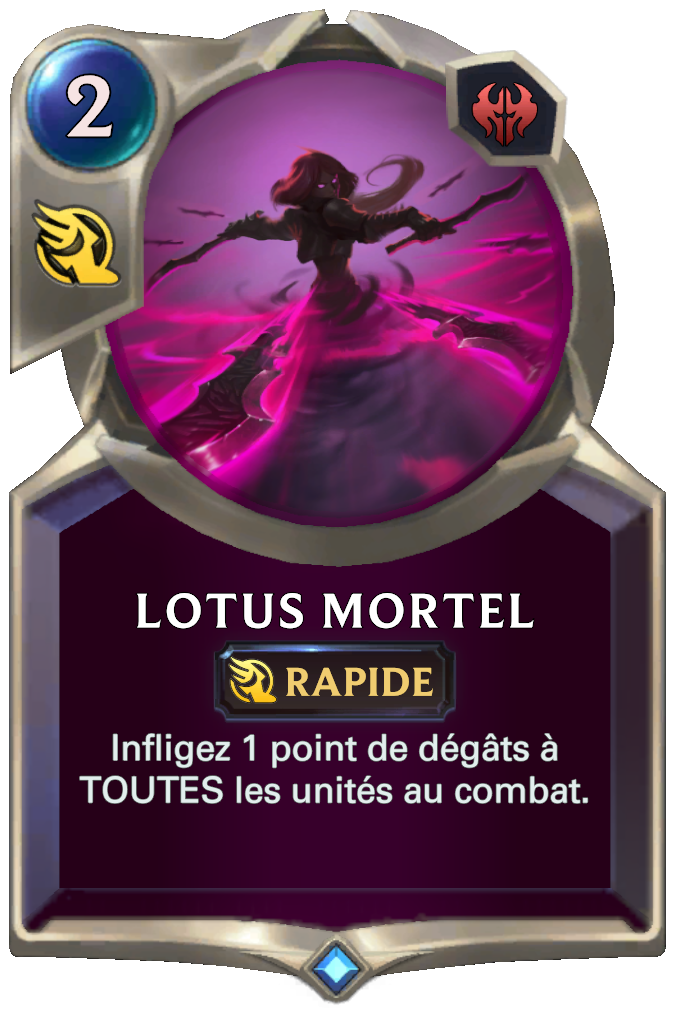 2
LOTUS MORTEL
RAPIDE
Infligez 1 point de dégâts à
TOUTES les unités au combat.